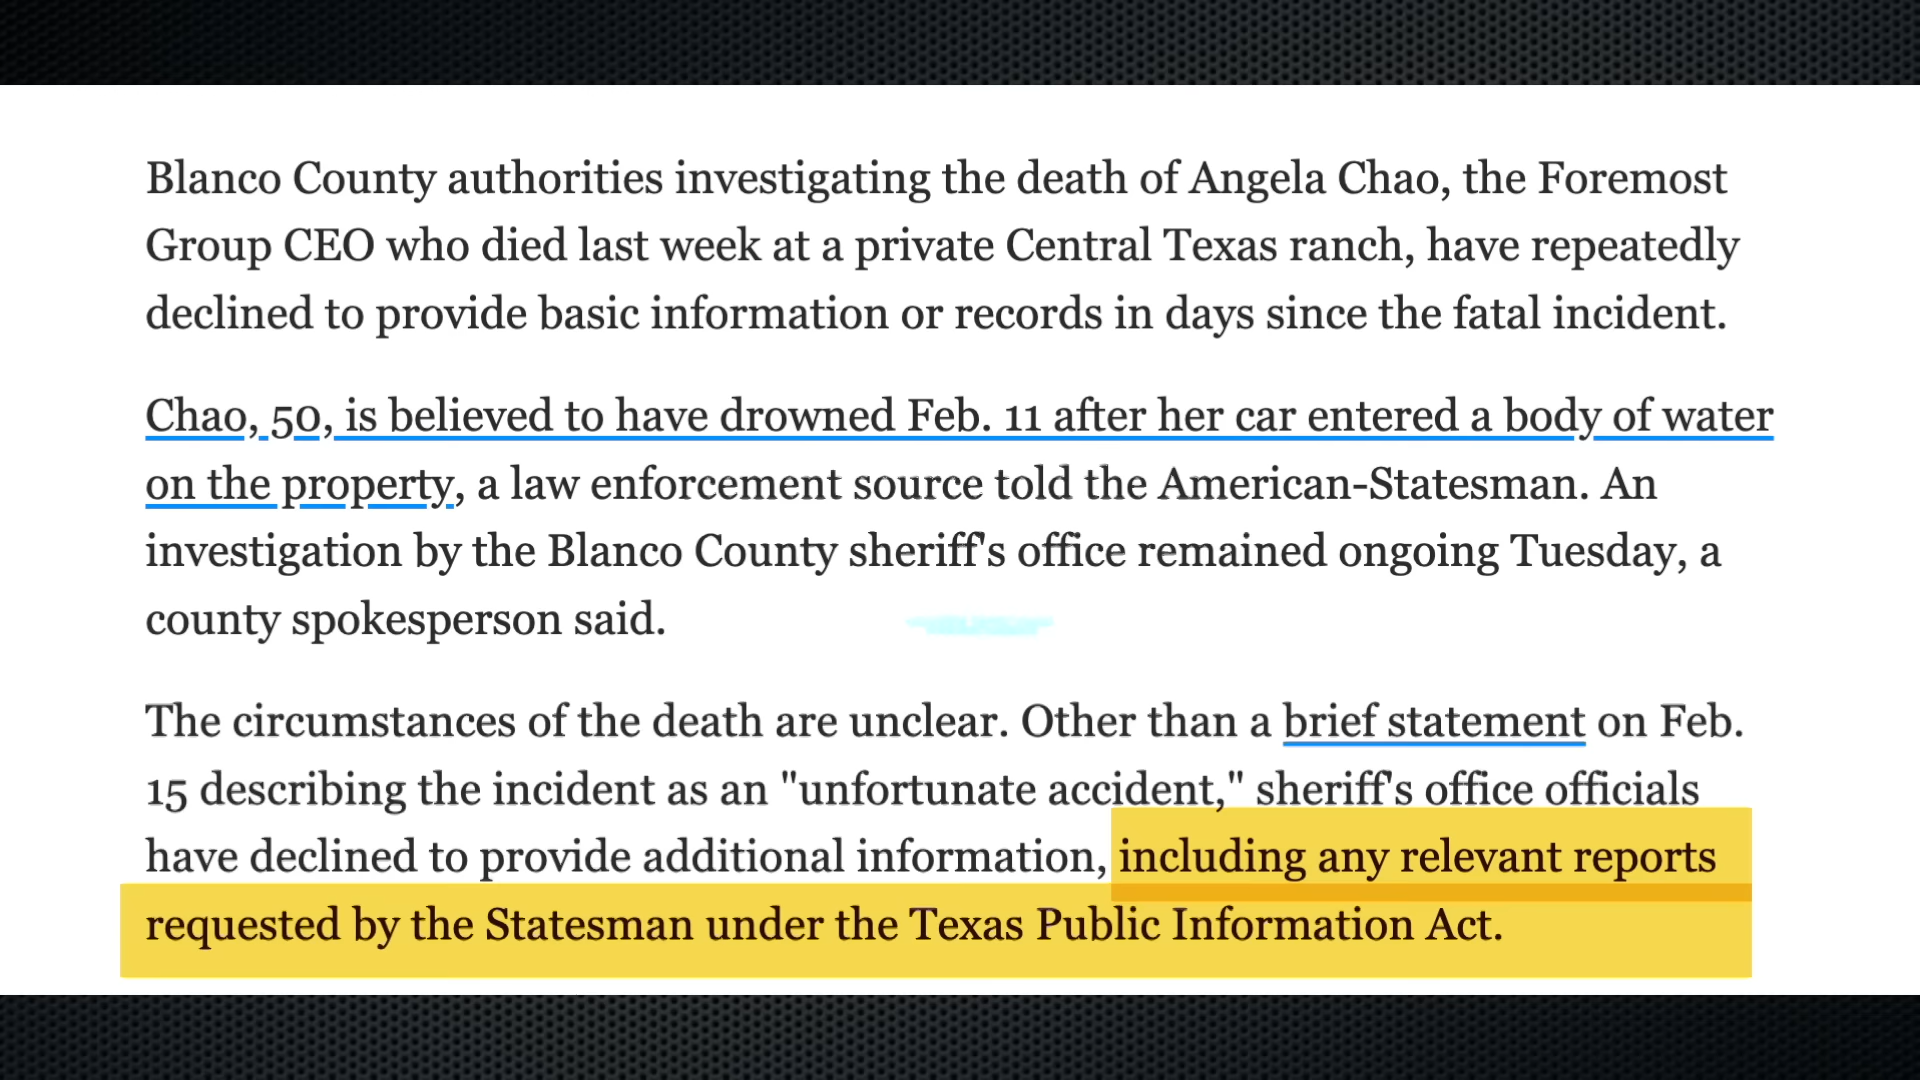 Blanco County authorities investigating the death of Angela Chao, the Foremost
Group CEO who died last week at a private Central Texas ranch, have repeatedly
declined to provide basic information or records in days since the fatal incident.
Chao, 50, is believed to have drowned Feb. 11 after her car entered a body of water
on the property, a law enforcement source told the American-Statesman. An
investigation by the Blanco County sheriff's office remained ongoing Tuesday, a
county spokesperson said.
The circumstances of the death are unclear. Other than a brief statement on Feb.
15 describing the incident as an "unfortunate accident," sheriff's office officials
have declined to provide additional information, including any relevant reports
requested by the Statesman under the Texas Public Information Act.